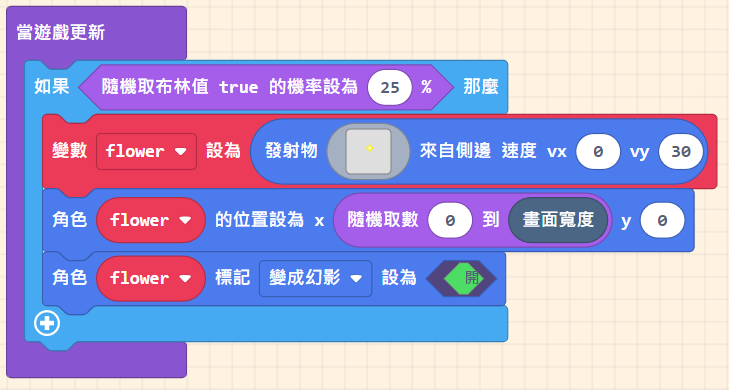 當遊戲更新
如果 隨機取布林值 true 的機率設為 25 % 那麼
變數 flower 設為 發射物 來自側邊 速度 vx 0 vy 30
角色 flower 的位置設為 x 隨機取數 0 到 畫面寬度 y 0
角色 flower 標記 變成幻影 設為 開